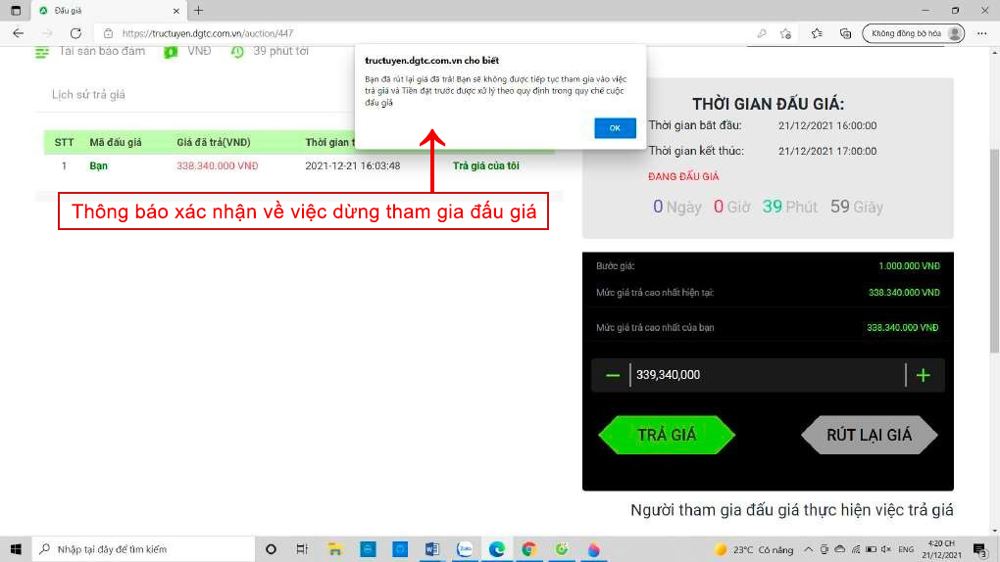 Đấu giá
https://tructuyen.dgtc.com.vn/auction/447
Không đồng bộ hóa
Tài sản bảo đảm VNĐ 39 phút tới
Lịch sử trả giá
STT Mã đấu giá Giá đã trả(VNĐ) Thời gian t
1 Bạn 338.340.000 VNĐ 2021-12-21 16:03:48 Trả giá của tôi
tructuyen.dgtc.com.vn cho biết
Bạn đã rút lại giá đã trả! Bạn sẽ không được tiếp tục tham gia vào việc
trả giá và Tiền đặt trước được xử lý theo quy định trong quy chế cuộc
đấu giá
OK
Thông báo xác nhận về việc dừng tham gia đấu giá
THỜI GIAN ĐẤU GIÁ:
Thời gian bắt đầu: 21/12/2021 16:00:00
Thời gian kết thúc: 21/12/2021 17:00:00
ĐANG ĐẤU GIÁ
0 Ngày 0 Giờ 39 Phút 59 Giây
Bước giá: 1.000.000 VNĐ
Mức giá trả cao nhất hiện tại: 338.340.000 VNĐ
Mức giá trả cao nhất của bạn 338.340.000 VNĐ
339,340,000
TRẢ GIÁ RÚT LẠI GIÁ
Người tham gia đấu giá thực hiện việc trả giá
Nhập tại đây để tìm kiếm
Zalo
23°C Có nắng
ENG
4:20 CH
21/12/2021
3